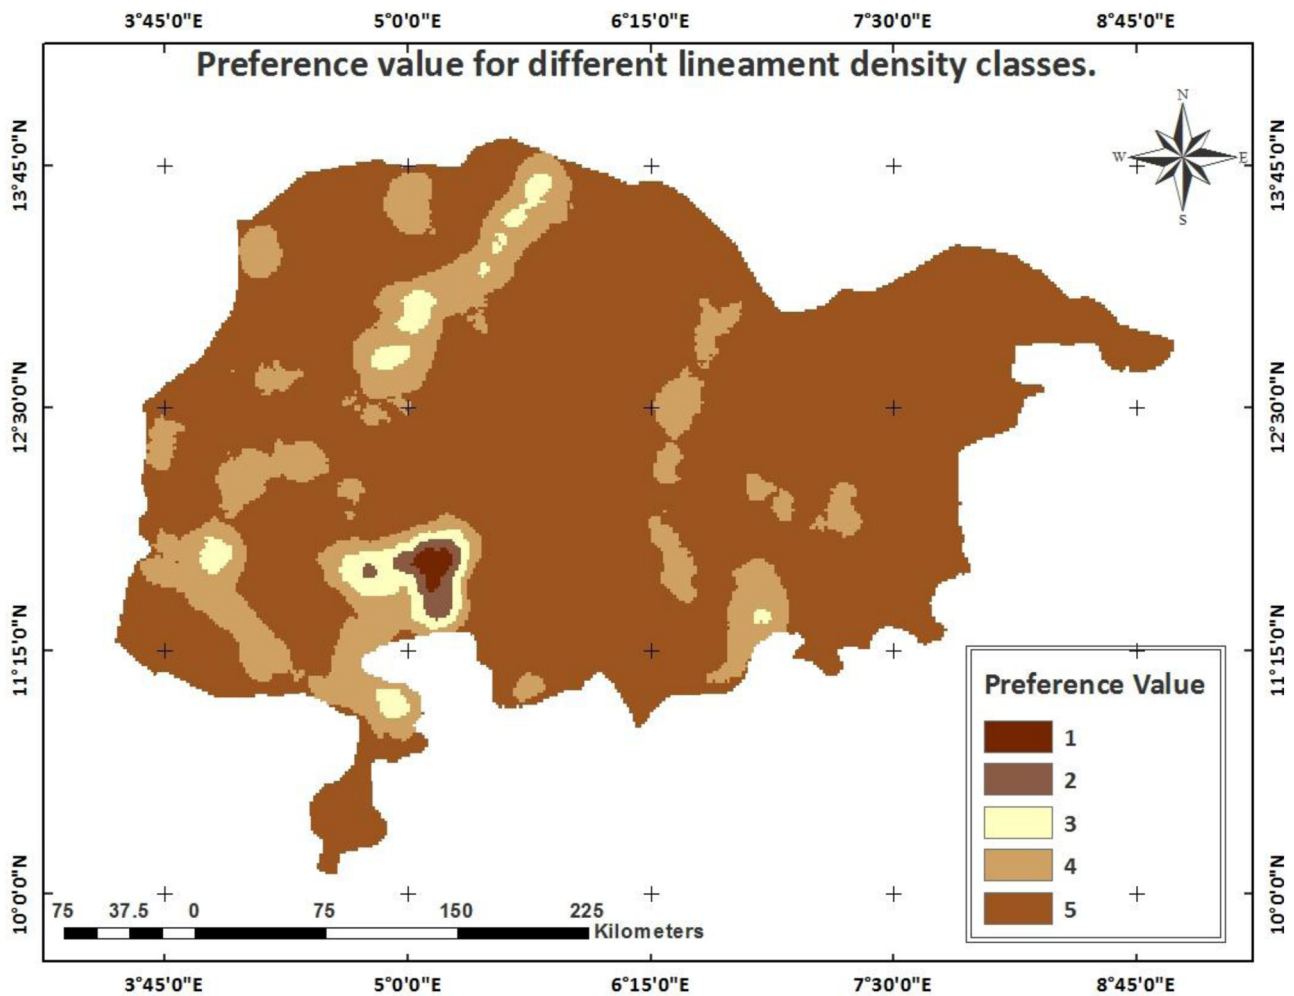 3°45'0"E 5°0'0"E 6°15'0"E 7°30'0"E 8°45'0"E
Preference value for different lineament density classes.
N
W E
S
13°45'0"N 13°45'0"N
12°30'0"N 12°30'0"N
11°15'0"N 11°15'0"N
Preference Value
1
2
3
4
5
10°0'0"N 10°0'0"N
75 37.5 0 75 150 225
Kilometers
3°45'0"E 5°0'0"E 6°15'0"E 7°30'0"E 8°45'0"E